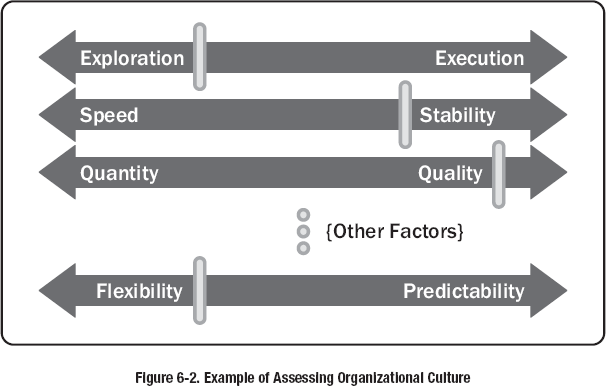 Exploration Execution
Speed Stability
Quantity Quality
{Other Factors}
Flexibility Predictability
Figure 6-2. Example of Assessing Organizational Culture